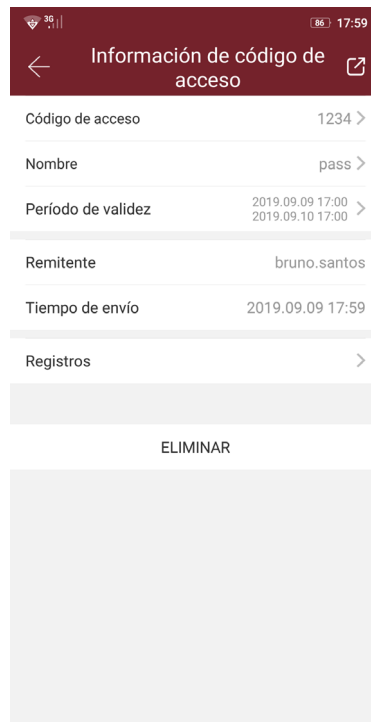 3G 86 17:59
Información de código de
acceso
Código de acceso 1234
Nombre pass
Período de validez 2019.09.09 17:00
2019.09.10 17:00
Remitente bruno.santos
Tiempo de envío 2019.09.09 17:59
Registros
ELIMINAR